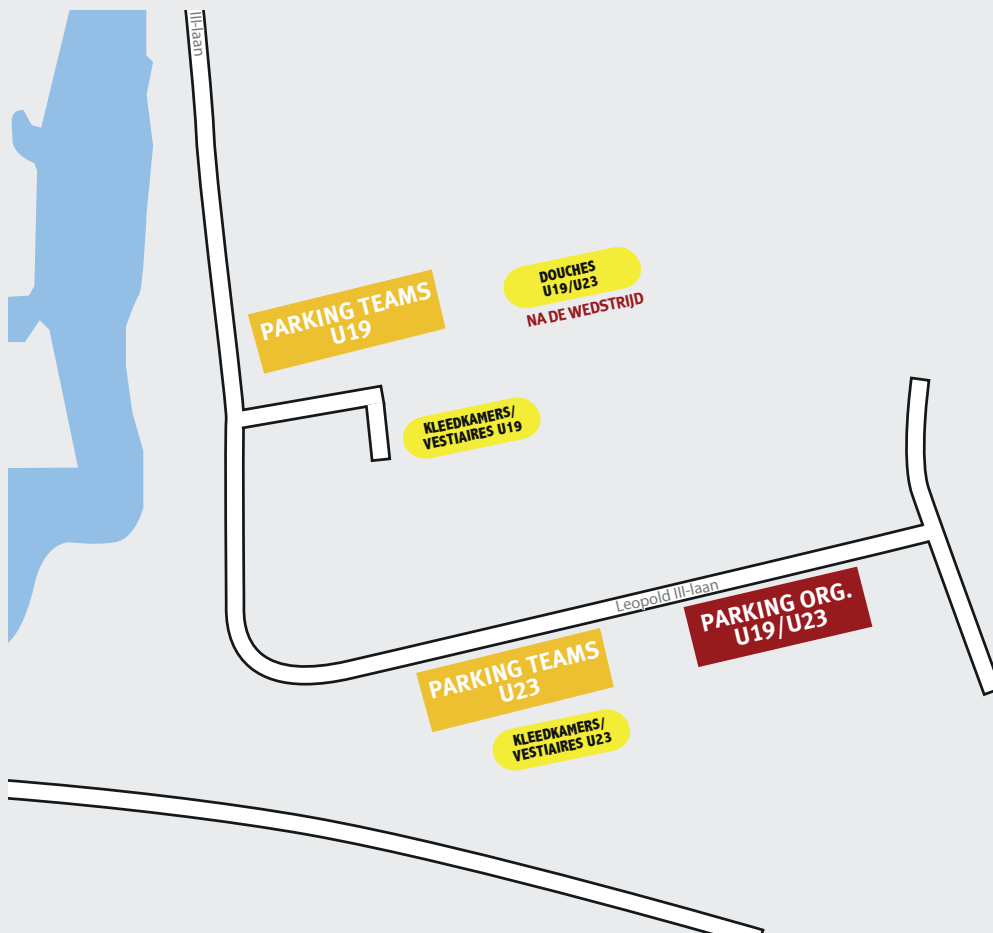 III-laan
DOUCHES
U19/U23
NA DE WEDSTRIJD
PARKING TEAMS
U19
KLEEDKAMERS/
VESTIAIRES U19
Leopold III-laan
PARKING ORG.
U19/U23
PARKING TEAMS
U23
KLEEDKAMERS/
VESTIAIRES U23